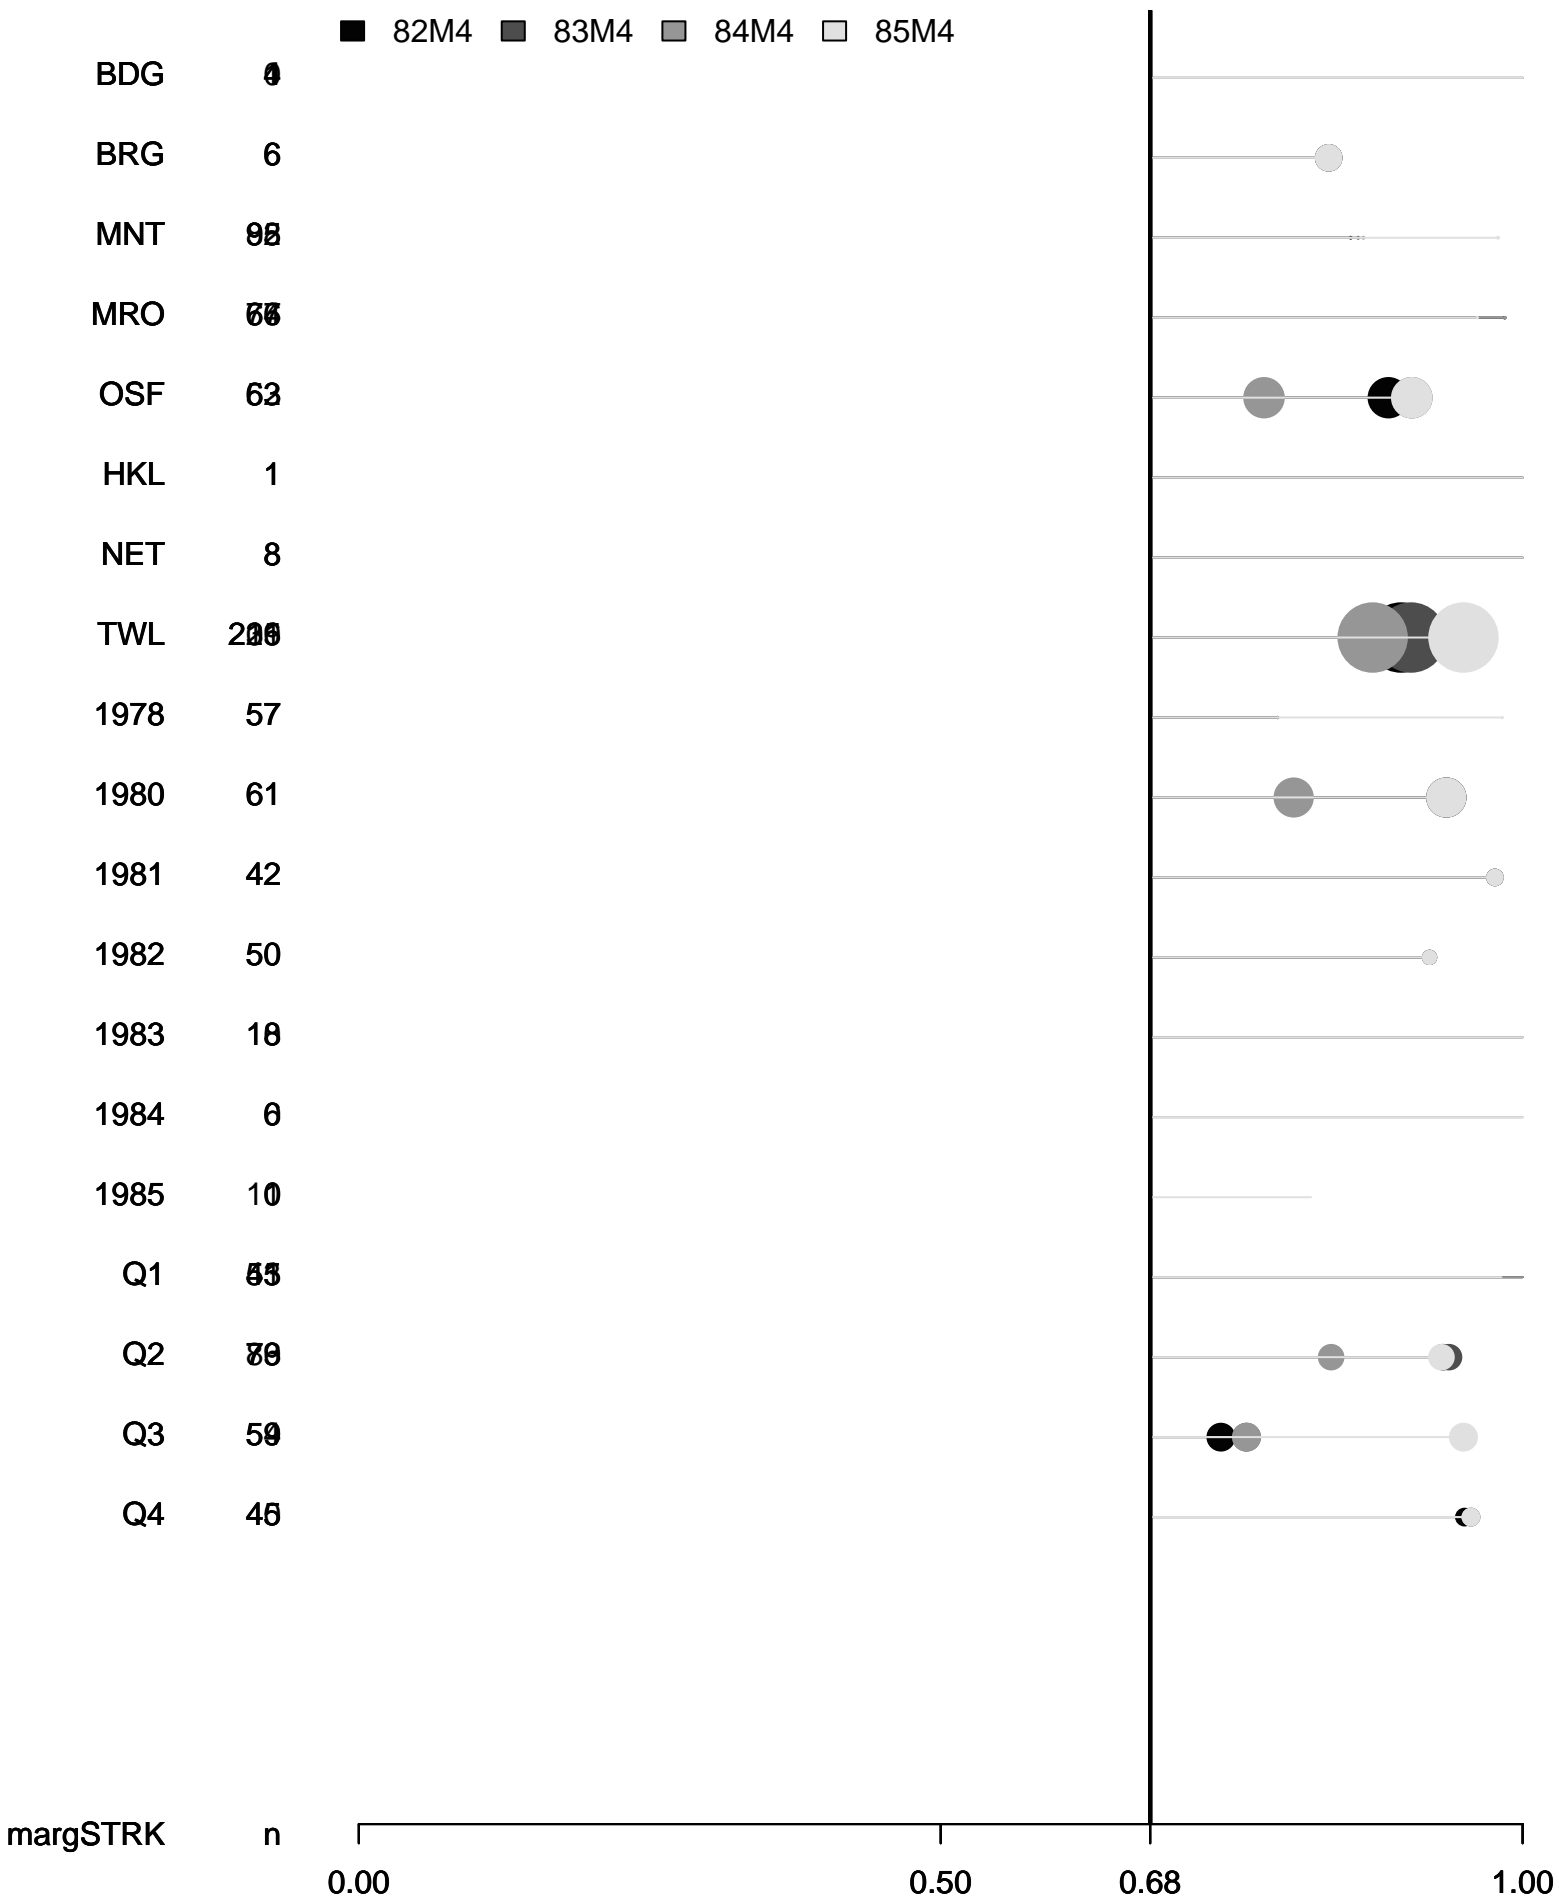 82M4 83M4 84M4 85M4
BDG
BRG 6
MNT
MRO
OSF
HKL 1
NET 8
TWL
1978 57
1980 61
1981 42
1982 50
1983
1984
1985
Q1
Q2
Q3
Q4
margSTRK n
0.00 0.50 0.68 1.00